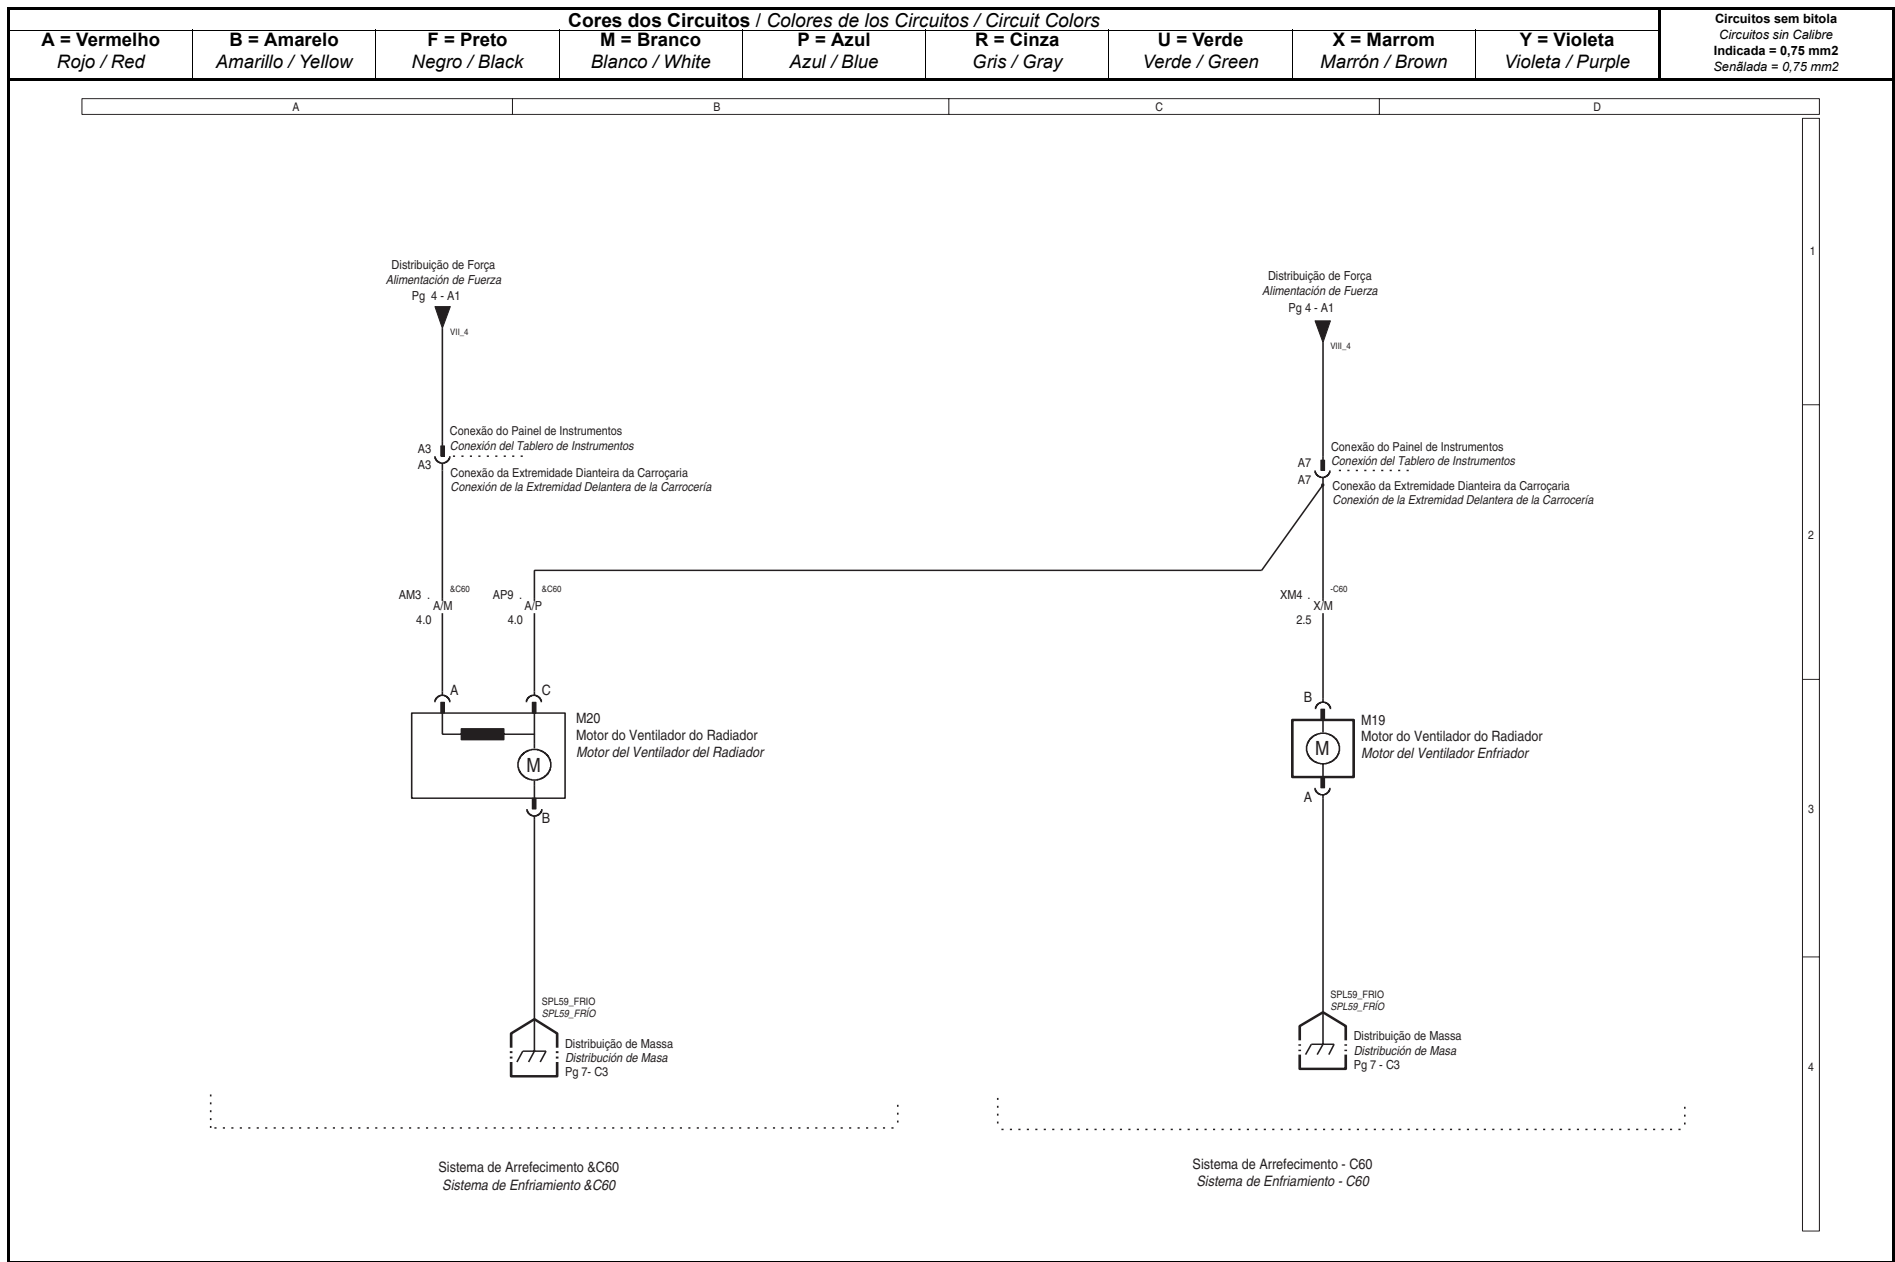 Cores dos Circuitos / Colores de los Circuitos / Circuit Colors
A = Vermelho
Rojo / Red
B = Amarelo
Amarillo / Yellow
F = Preto
Negro / Black
M = Branco
Blanco / White
P = Azul
Azul / Blue
R = Cinza
Gris / Gray
U = Verde
Verde / Green
X = Marrom
Marrón / Brown
Y = Violeta
Violeta / Purple
Circuitos sem bitola
Circuitos sin Calibre
Indicada = 0,75 mm2
Senãlada = 0,75 mm2
A
B
C
D
1
2
3
4
Distribuição de Força
Alimentación de Fuerza
Pg 4 - A1
VII_4
A3
A3
Conexão do Painel de Instrumentos
Conexión del Tablero de Instrumentos
Conexão da Extremidade Dianteira da Carroçaria
Conexión de la Extremidad Delantera de la Carrocería
AM3 .
&C60
A/M
4.0
AP9 .
&C60
A/P
4.0
A
C
M
M20
Motor do Ventilador do Radiador
Motor del Ventilador del Radiador
B
SPL59_FRIO
SPL59_FRÍO
Distribuição de Massa
Distribución de Masa
Pg 7- C3
Sistema de Arrefecimento &C60
Sistema de Enfriamiento &C60
Distribuição de Força
Alimentación de Fuerza
Pg 4 - A1
VIII_4
A7
A7
Conexão do Painel de Instrumentos
Conexión del Tablero de Instrumentos
Conexão da Extremidade Dianteira da Carroçaria
Conexión de la Extremidad Delantera de la Carrocería
XM4 .
-C60
X/M
2.5
B
M
M19
Motor do Ventilador do Radiador
Motor del Ventilador Enfriador
A
SPL59_FRIO
SPL59_FRÍO
Distribuição de Massa
Distribución de Masa
Pg 7 - C3
Sistema de Arrefecimento - C60
Sistema de Enfriamiento - C60